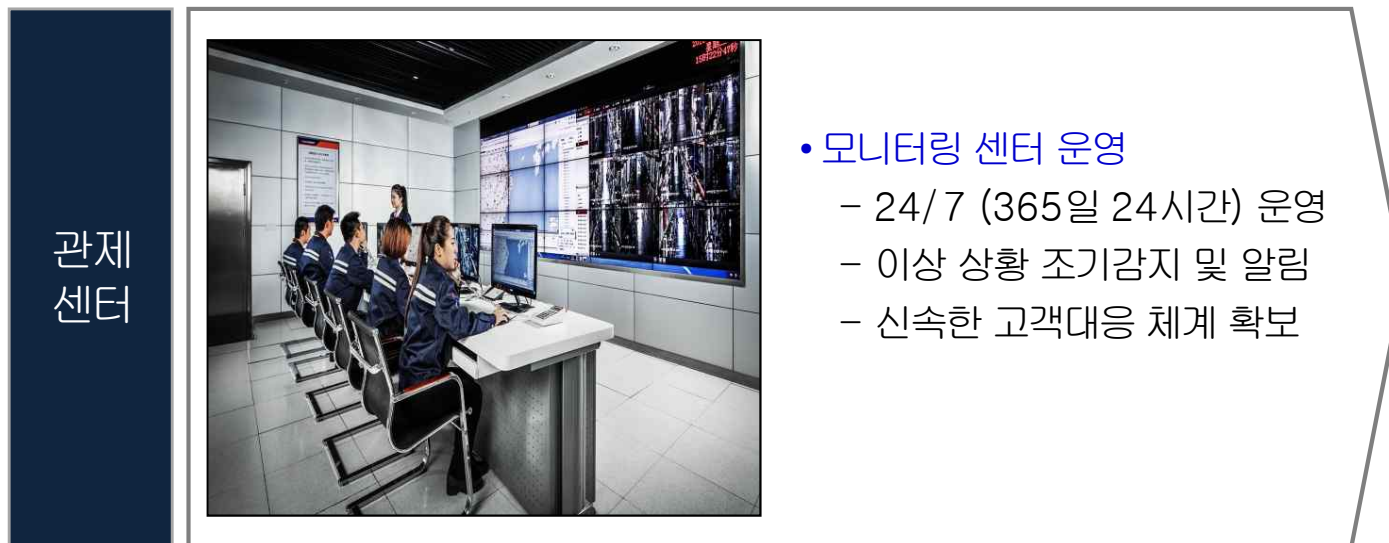 관제
센터
• 모니터링 센터 운영
- 24/7 (365일 24시간) 운영
- 이상 상황 조기감지 및 알림
- 신속한 고객대응 체계 확보